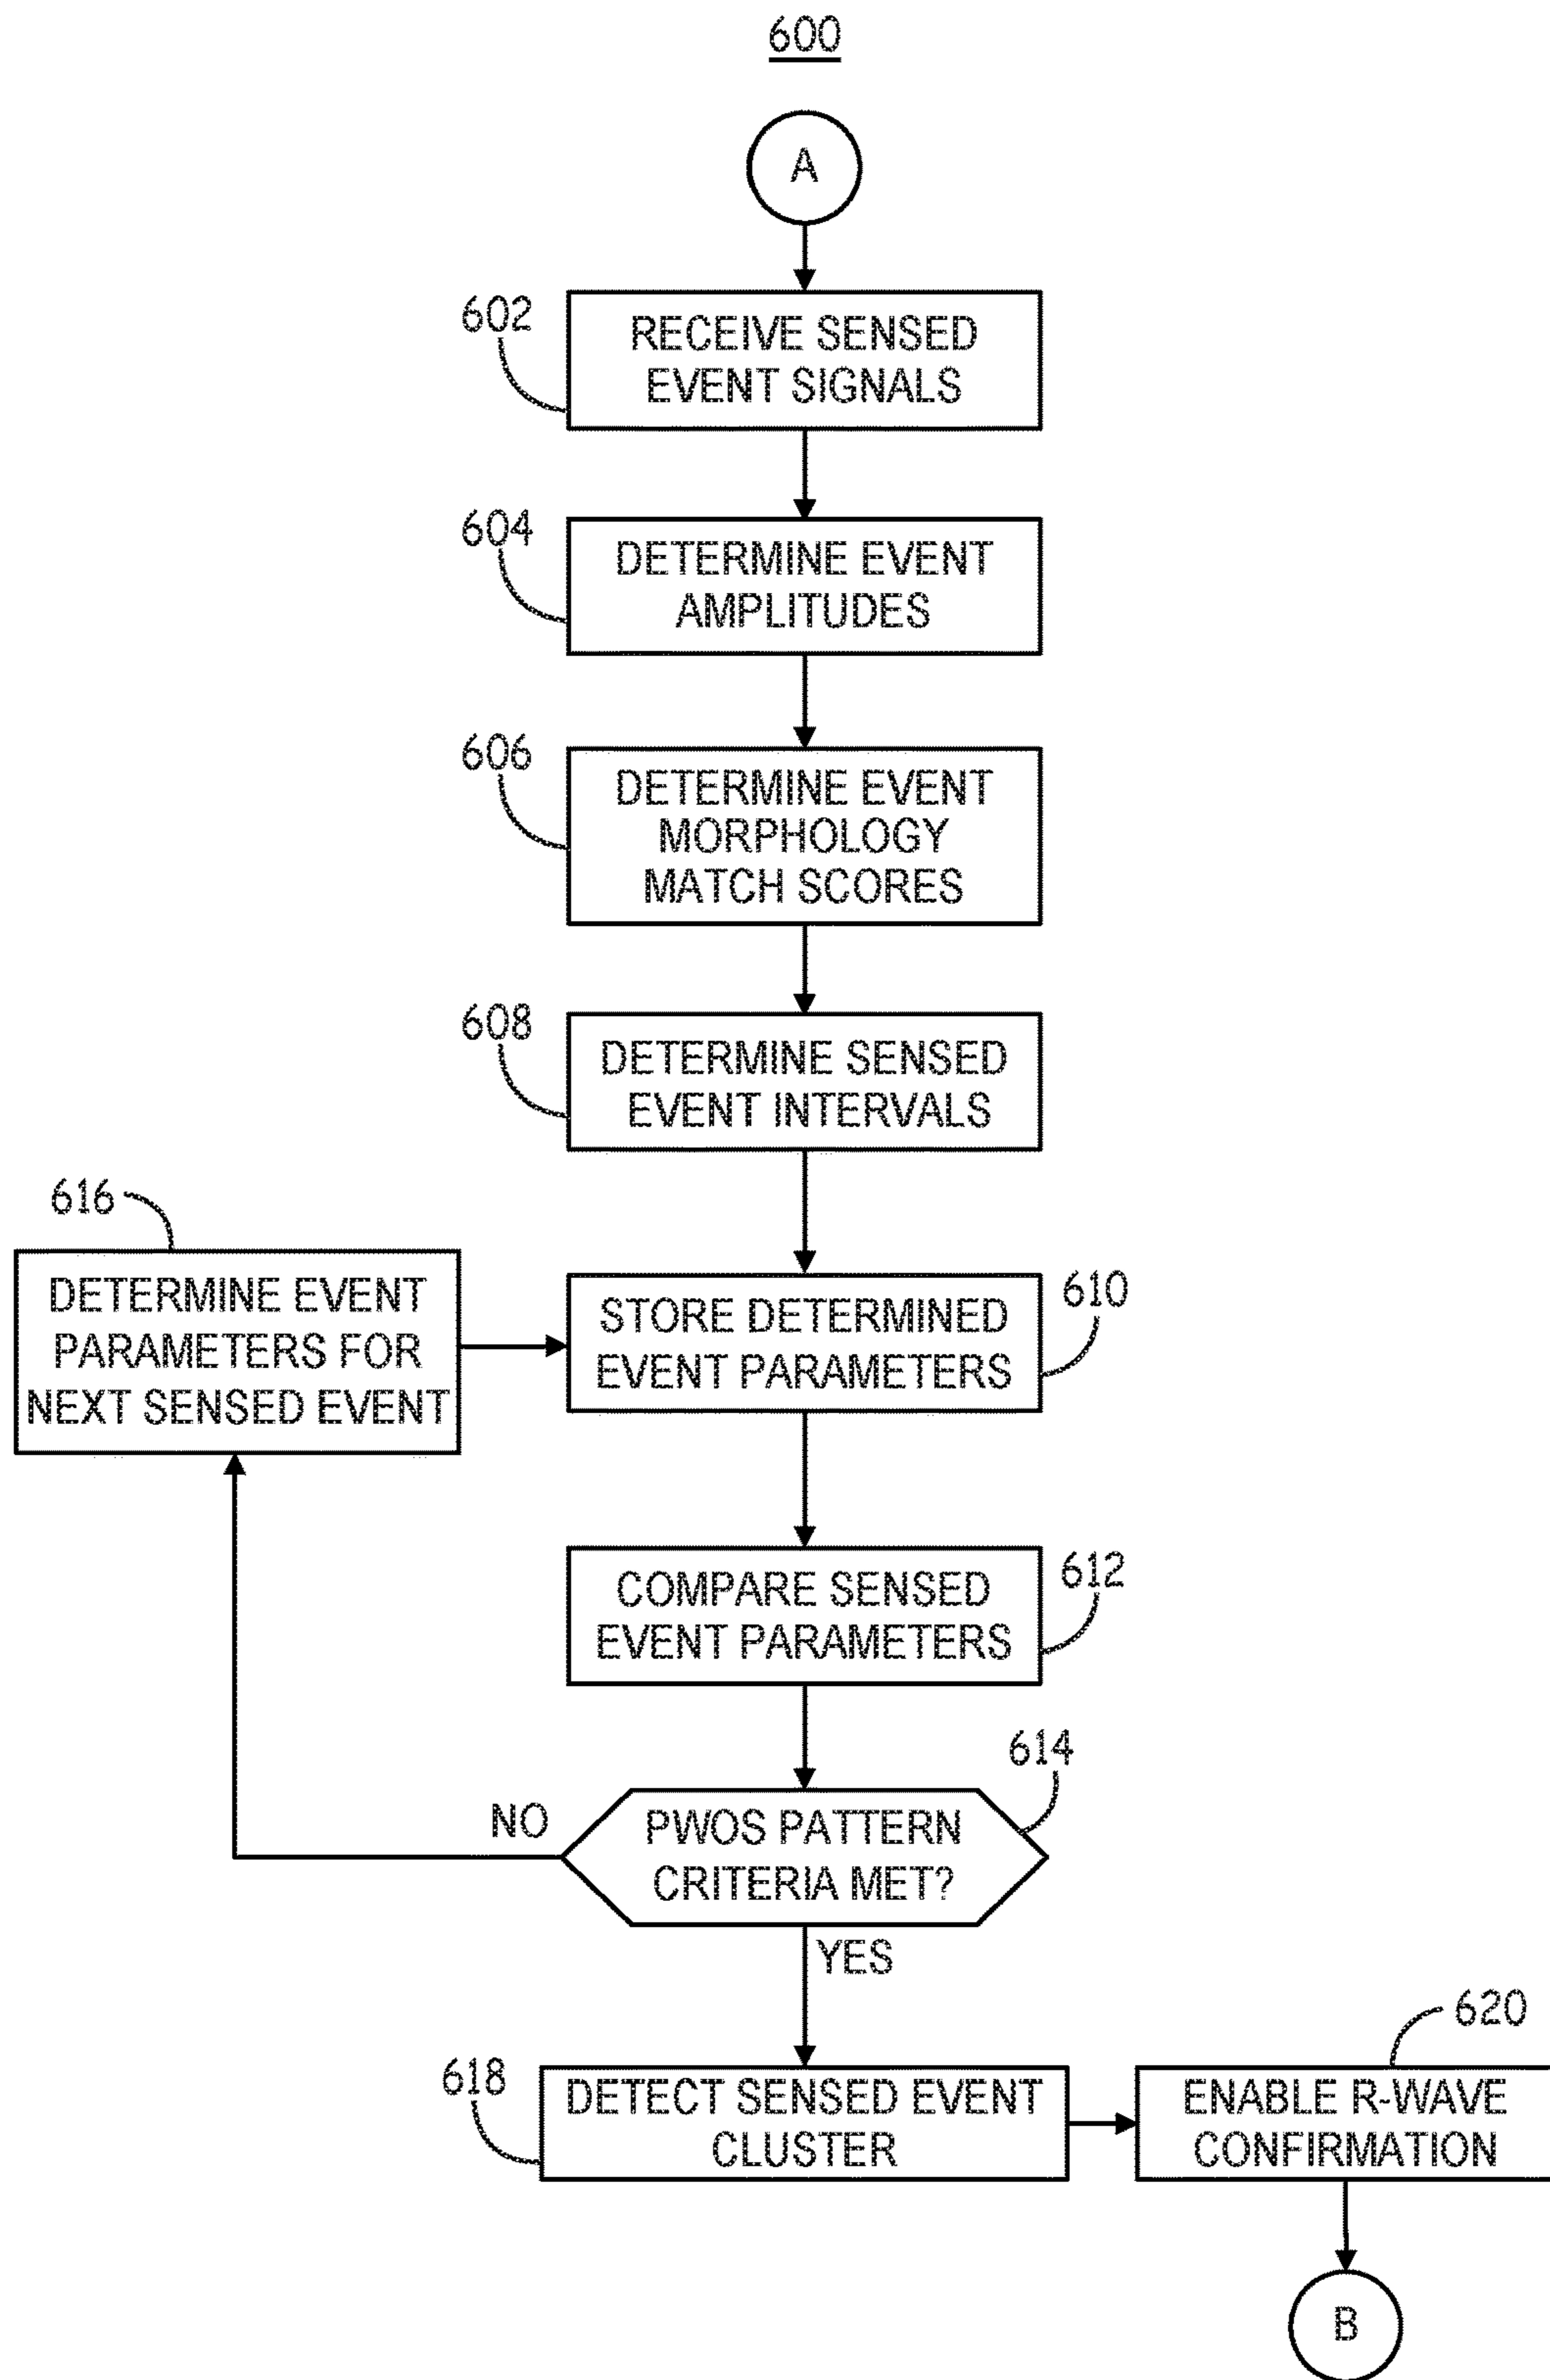 600
A
602
RECEIVE SENSED
EVENT SIGNALS
604
DETERMINE EVENT
AMPLITUDES
606
DETERMINE EVENT
MORPHOLOGY
MATCH SCORES
608
DETERMINE SENSED
EVENT INTERVALS
616
DETERMINE EVENT
PARAMETERS FOR
NEXT SENSED EVENT
STORE DETERMINED
EVENT PARAMETERS
610
COMPARE SENSED
EVENT PARAMETERS
612
614
NO
PWOS PATTERN
CRITERIA MET?
YES
618
DETECT SENSED EVENT
CLUSTER
620
ENABLE R-WAVE
CONFIRMATION
B